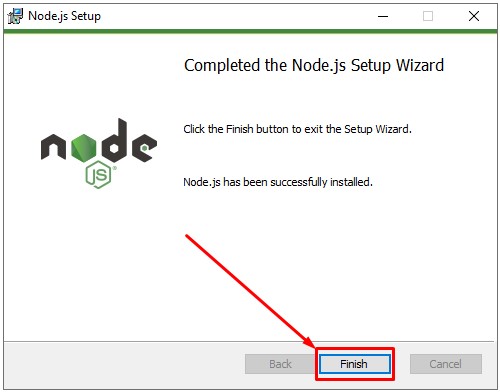 Node.js Setup
Completed the Node.js Setup Wizard
node
JS
Click the Finish button to exit the Setup Wizard.
Node.js has been successfully installed.
Back
Finish
Cancel